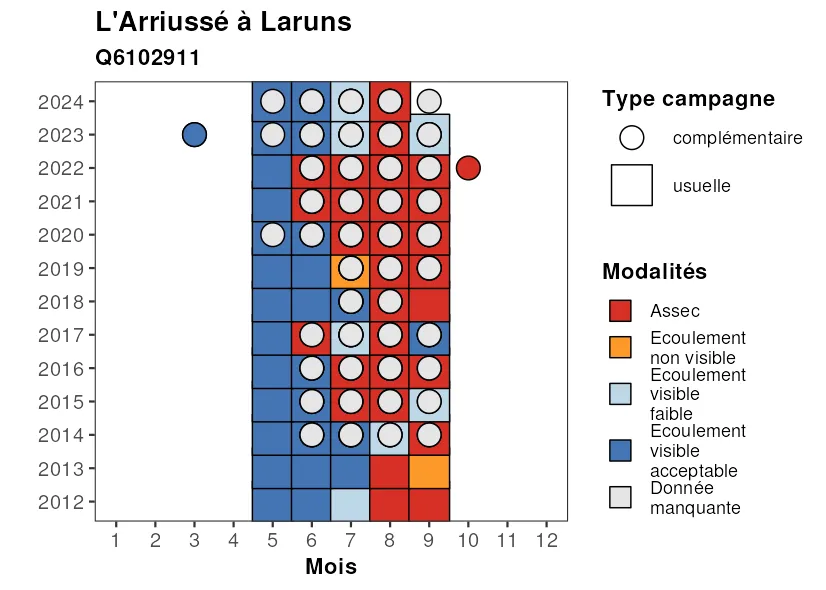 L'Arriussé à Laruns
Q6102911
2024
2023
2022
2021
2020
2019
2018
2017
2016
2015
2014
2013
2012
1 2 3 4 5 6 7 8 9 10 11 12
Mois
Type campagne
complémentaire
usuelle
Modalités
Assec
Ecoulement
non visible
Ecoulement
visible
faible
Ecoulement
visible
acceptable
Donnée
manquante